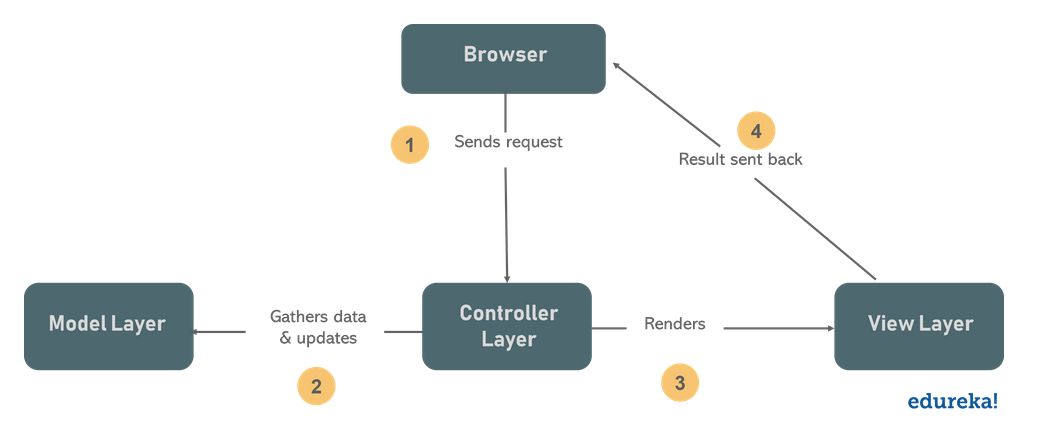 Browser
1
Sends request
4
Result sent back
Model Layer
Gathers data
& updates
2
Controller
Layer
Renders
3
View Layer
edureka!